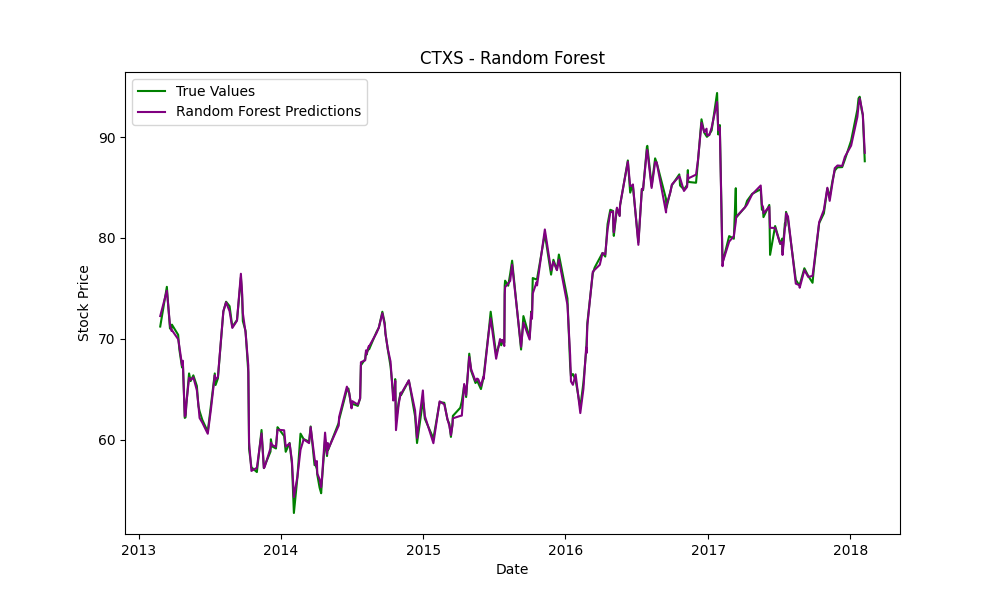 CTXS - Random Forest
True Values
Random Forest Predictions
Stock Price
90
80
70
60
2013 2014 2015 2016 2017 2018
Date